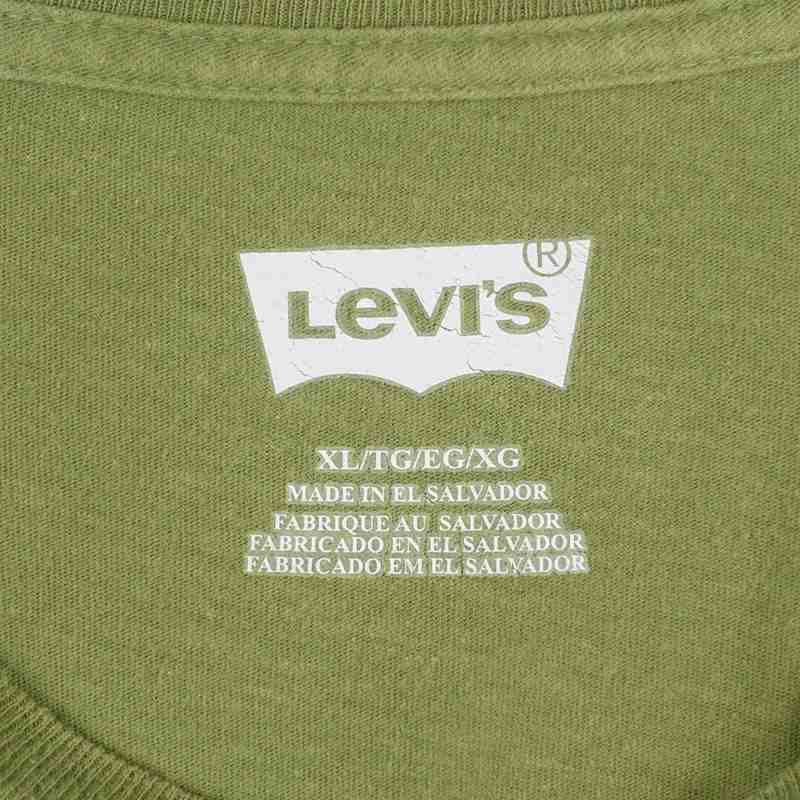 LEVI'S®
XL/TG/EG/XG
MADE IN EL SALVADOR
FABRIQUE AU SALVADOR
FABRICADO EN EL SALVADOR
FABRICADO EM EL SALVADOR